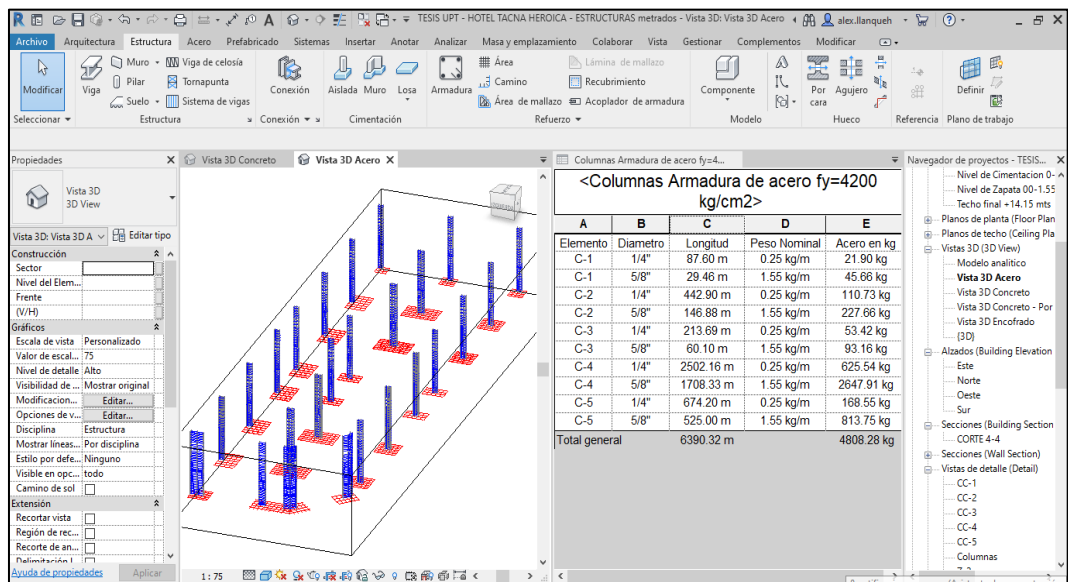 TESIS UPT - HOTEL TACNA HEROICA - ESTRUCTURAS metrados - Vista 3D: Vista 3D Acero
alex.llanqueh
Archivo Arquitectura Estructura Acero Prefabricado Sistemas Insertar Anotar Analizar Masa y emplazamiento Colaborar Vista Gestionar Complementos Modificar
Modificar
Viga
Muro
Viga de celosía
Pilar
Tornapunta
Suelo
Sistema de vigas
Conexión
Aislada Muro Losa
Armadura
Área
Lámina de mallazo
Camino
Recubrimiento
Área de mallazo
Acoplador de armadura
Componente
Por cara
Agujero
Definir
Seleccionar Estructura Conexión Cimentación Refuerzo Modelo Hueco Referencia Plano de trabajo
Propiedades
Vista 3D
3D View
Vista 3D: Vista 3D A
Editar tipo
Construcción
Sector
Nivel del Elem...
Frente
(V/H)
Gráficos
Escala de vista Personalizado
Valor de escal... 75
Nivel de detalle Alto
Visibilidad de ... Mostrar original
Modificacion... Editar...
Opciones de v... Editar...
Disciplina Estructura
Mostrar líneas... Por disciplina
Estilo por defe... Ninguno
Visible en opc... todo
Camino de sol
Extensión
Recortar vista
Región de rec...
Recorte de an...
Ayuda de propiedades
Aplicar
Vista 3D Concreto
Vista 3D Acero
1 : 75
Columnas Armadura de acero fy=4...
<Columnas Armadura de acero fy=4200 kg/cm2>
A B C D E
Elemento Diametro Longitud Peso Nominal Acero en kg
C-1 1/4" 87.60 m 0.25 kg/m 21.90 kg
C-1 5/8" 29.46 m 1.55 kg/m 45.66 kg
C-2 1/4" 442.90 m 0.25 kg/m 110.73 kg
C-2 5/8" 146.88 m 1.55 kg/m 227.66 kg
C-3 1/4" 213.69 m 0.25 kg/m 53.42 kg
C-3 5/8" 60.10 m 1.55 kg/m 93.16 kg
C-4 1/4" 2502.16 m 0.25 kg/m 625.54 kg
C-4 5/8" 1708.33 m 1.55 kg/m 2647.91 kg
C-5 1/4" 674.20 m 0.25 kg/m 168.55 kg
C-5 5/8" 525.00 m 1.55 kg/m 813.75 kg
Total general 6390.32 m 4808.28 kg
Navegador de proyectos - TESIS...
Nivel de Cimentacion 0-
Nivel de Zapata 00-1.55
Techo final +14.15 mts
Planos de planta (Floor Plan
Planos de techo (Ceiling Pla
Vistas 3D (3D View)
Modelo analítico
Vista 3D Acero
Vista 3D Concreto
Vista 3D Concreto - Por
Vista 3D Encofrado
{3D}
Alzados (Building Elevation
Este
Norte
Oeste
Sur
Secciones (Building Section
CORTE 4-4
Secciones (Wall Section)
Vistas de detalle (Detail)
CC-1
CC-2
CC-3
CC-4
CC-5
Columnas